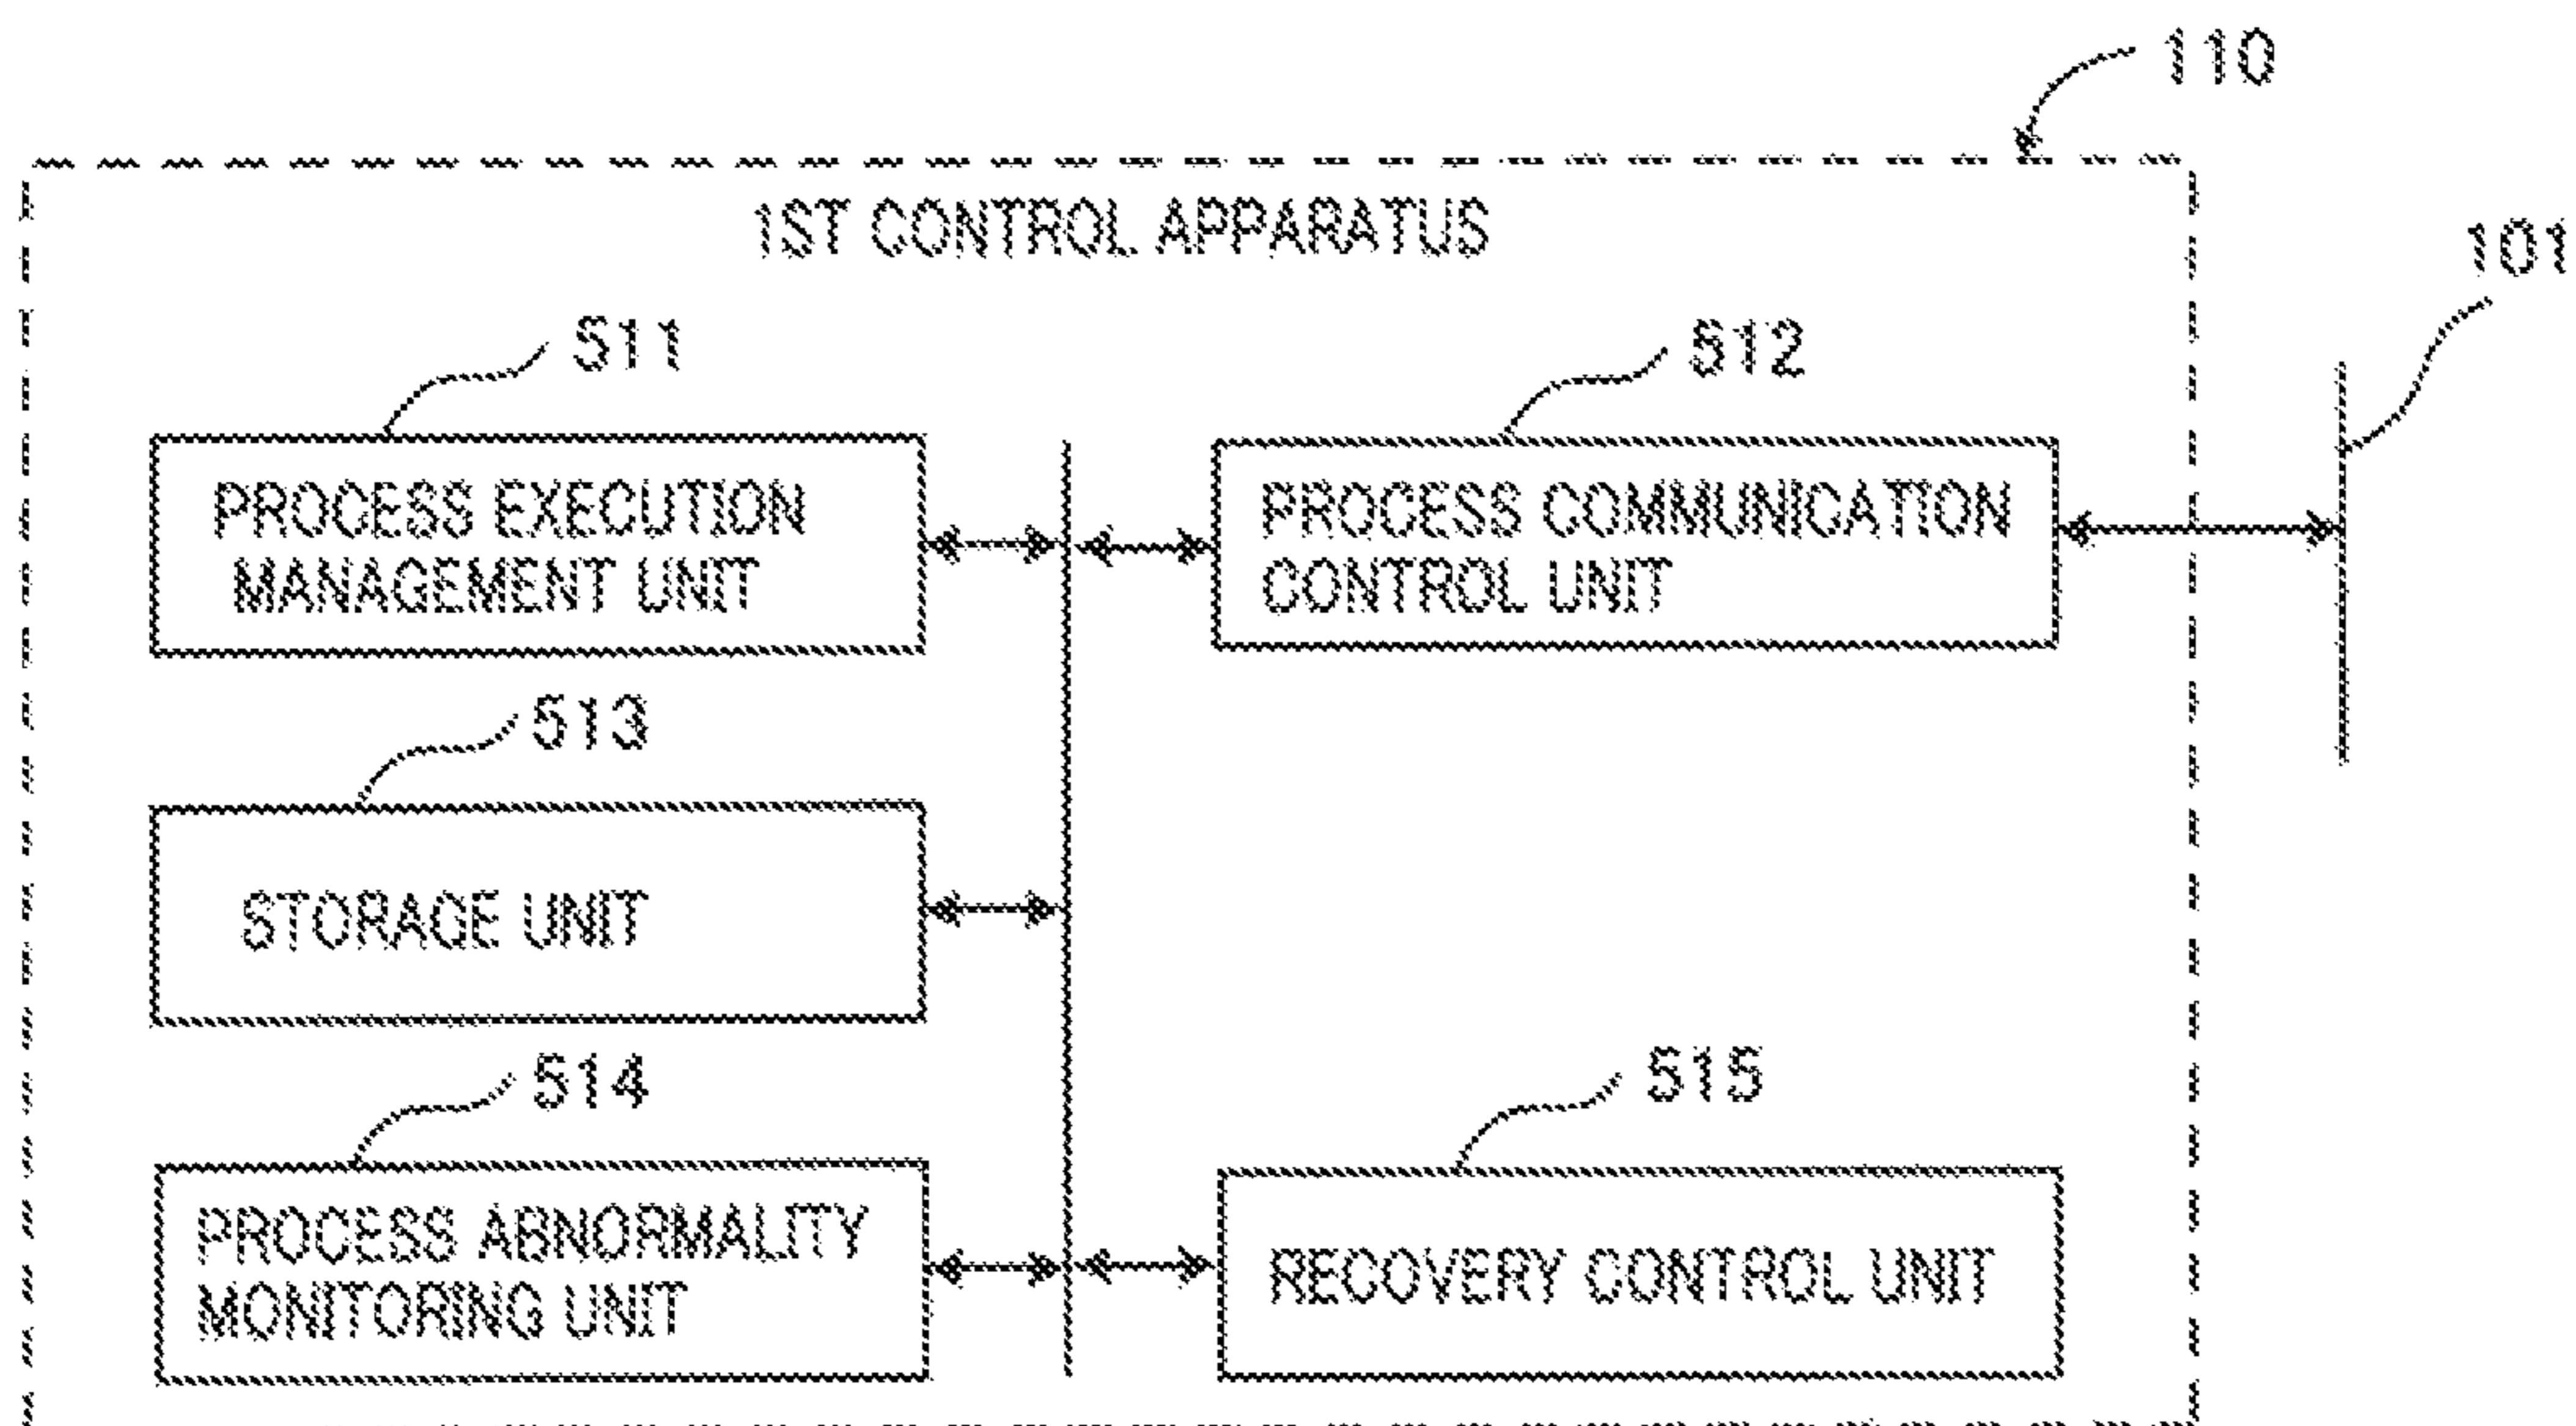 110
1ST CONTROL APPARATUS
101
511
512
PROCESS EXECUTION
MANAGEMENT UNIT
PROCESS COMMUNICATION
CONTROL UNIT
513
STORAGE UNIT
514
515
PROCESS ABNORMALITY
MONITORING UNIT
RECOVERY CONTROL UNIT